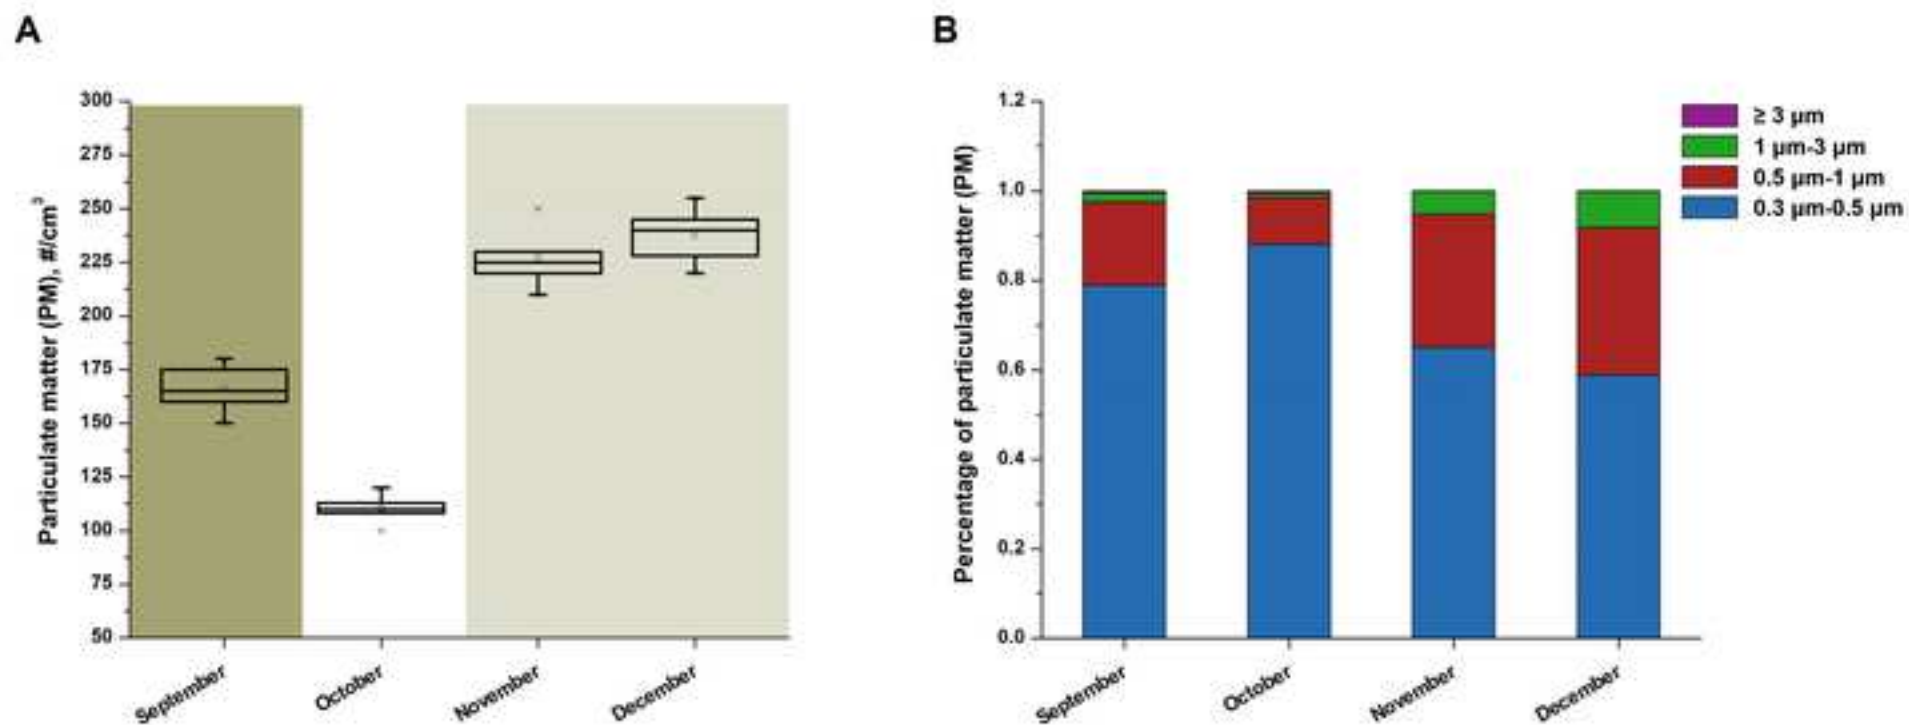 A
Particulate matter (PM), #/cm³
300
275
250
225
200
175
150
125
100
75
50
September
October
November
December
B
Percentage of particulate matter (PM)
1.2
1.0
0.8
0.6
0.4
0.2
0.0
September
October
November
December
≥ 3 µm
1 µm-3 µm
0.5 µm-1 µm
0.3 µm-0.5 µm